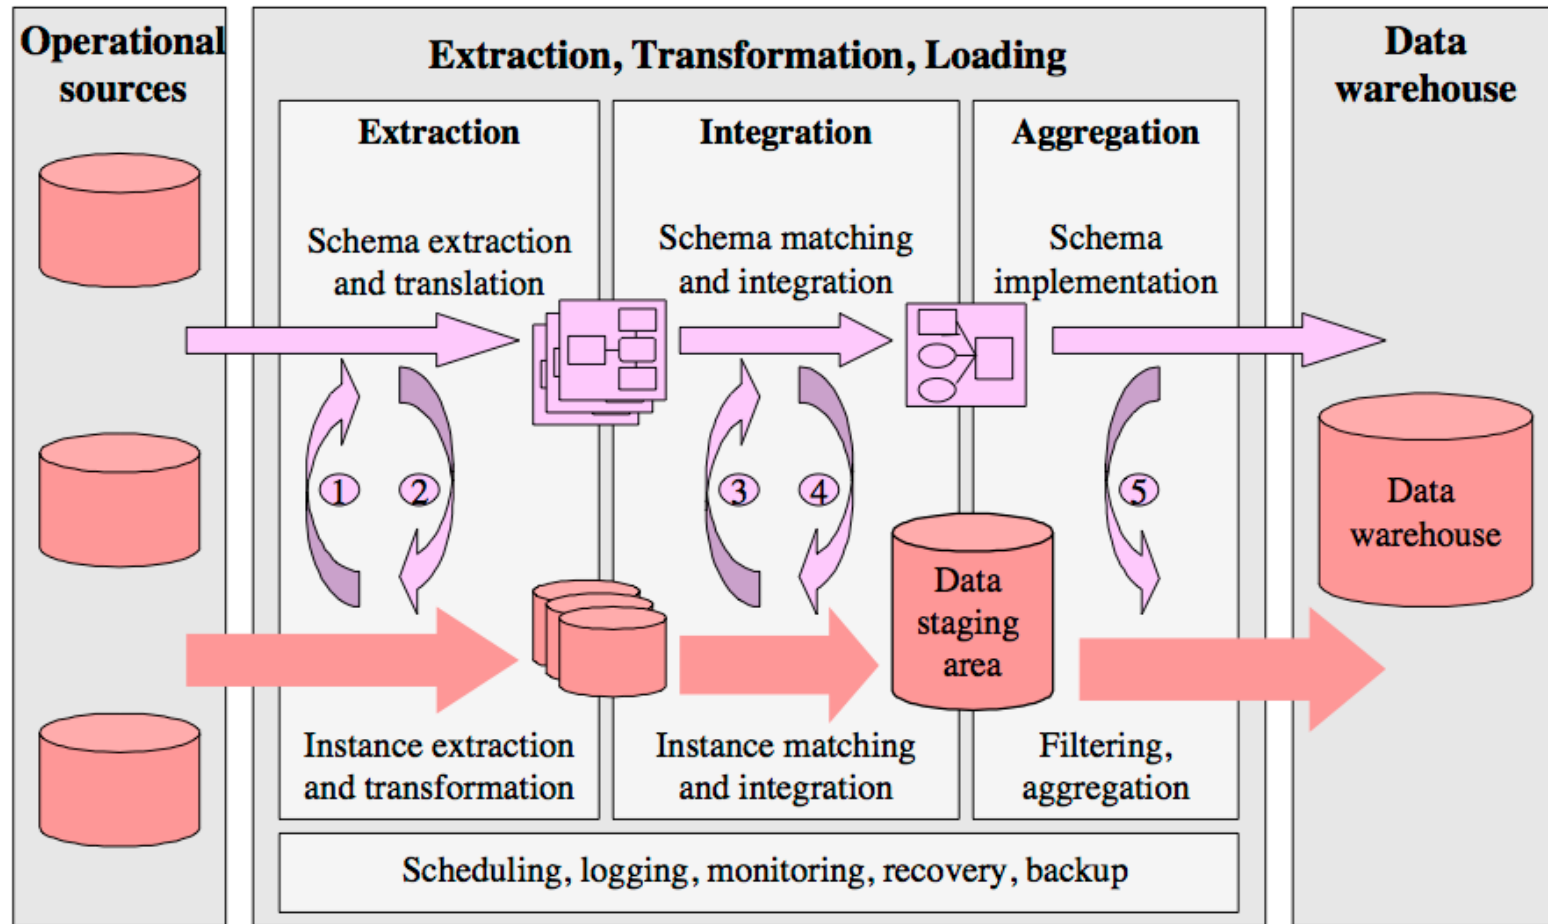 Operational
sources
Extraction, Transformation, Loading
Data
warehouse
Extraction
Integration
Aggregation
Schema extraction
and translation
Schema matching
and integration
Schema
implementation
1
2
3
4
5
Data
warehouse
Data
staging
area
Instance extraction
and transformation
Instance matching
and integration
Filtering,
aggregation
Scheduling, logging, monitoring, recovery, backup